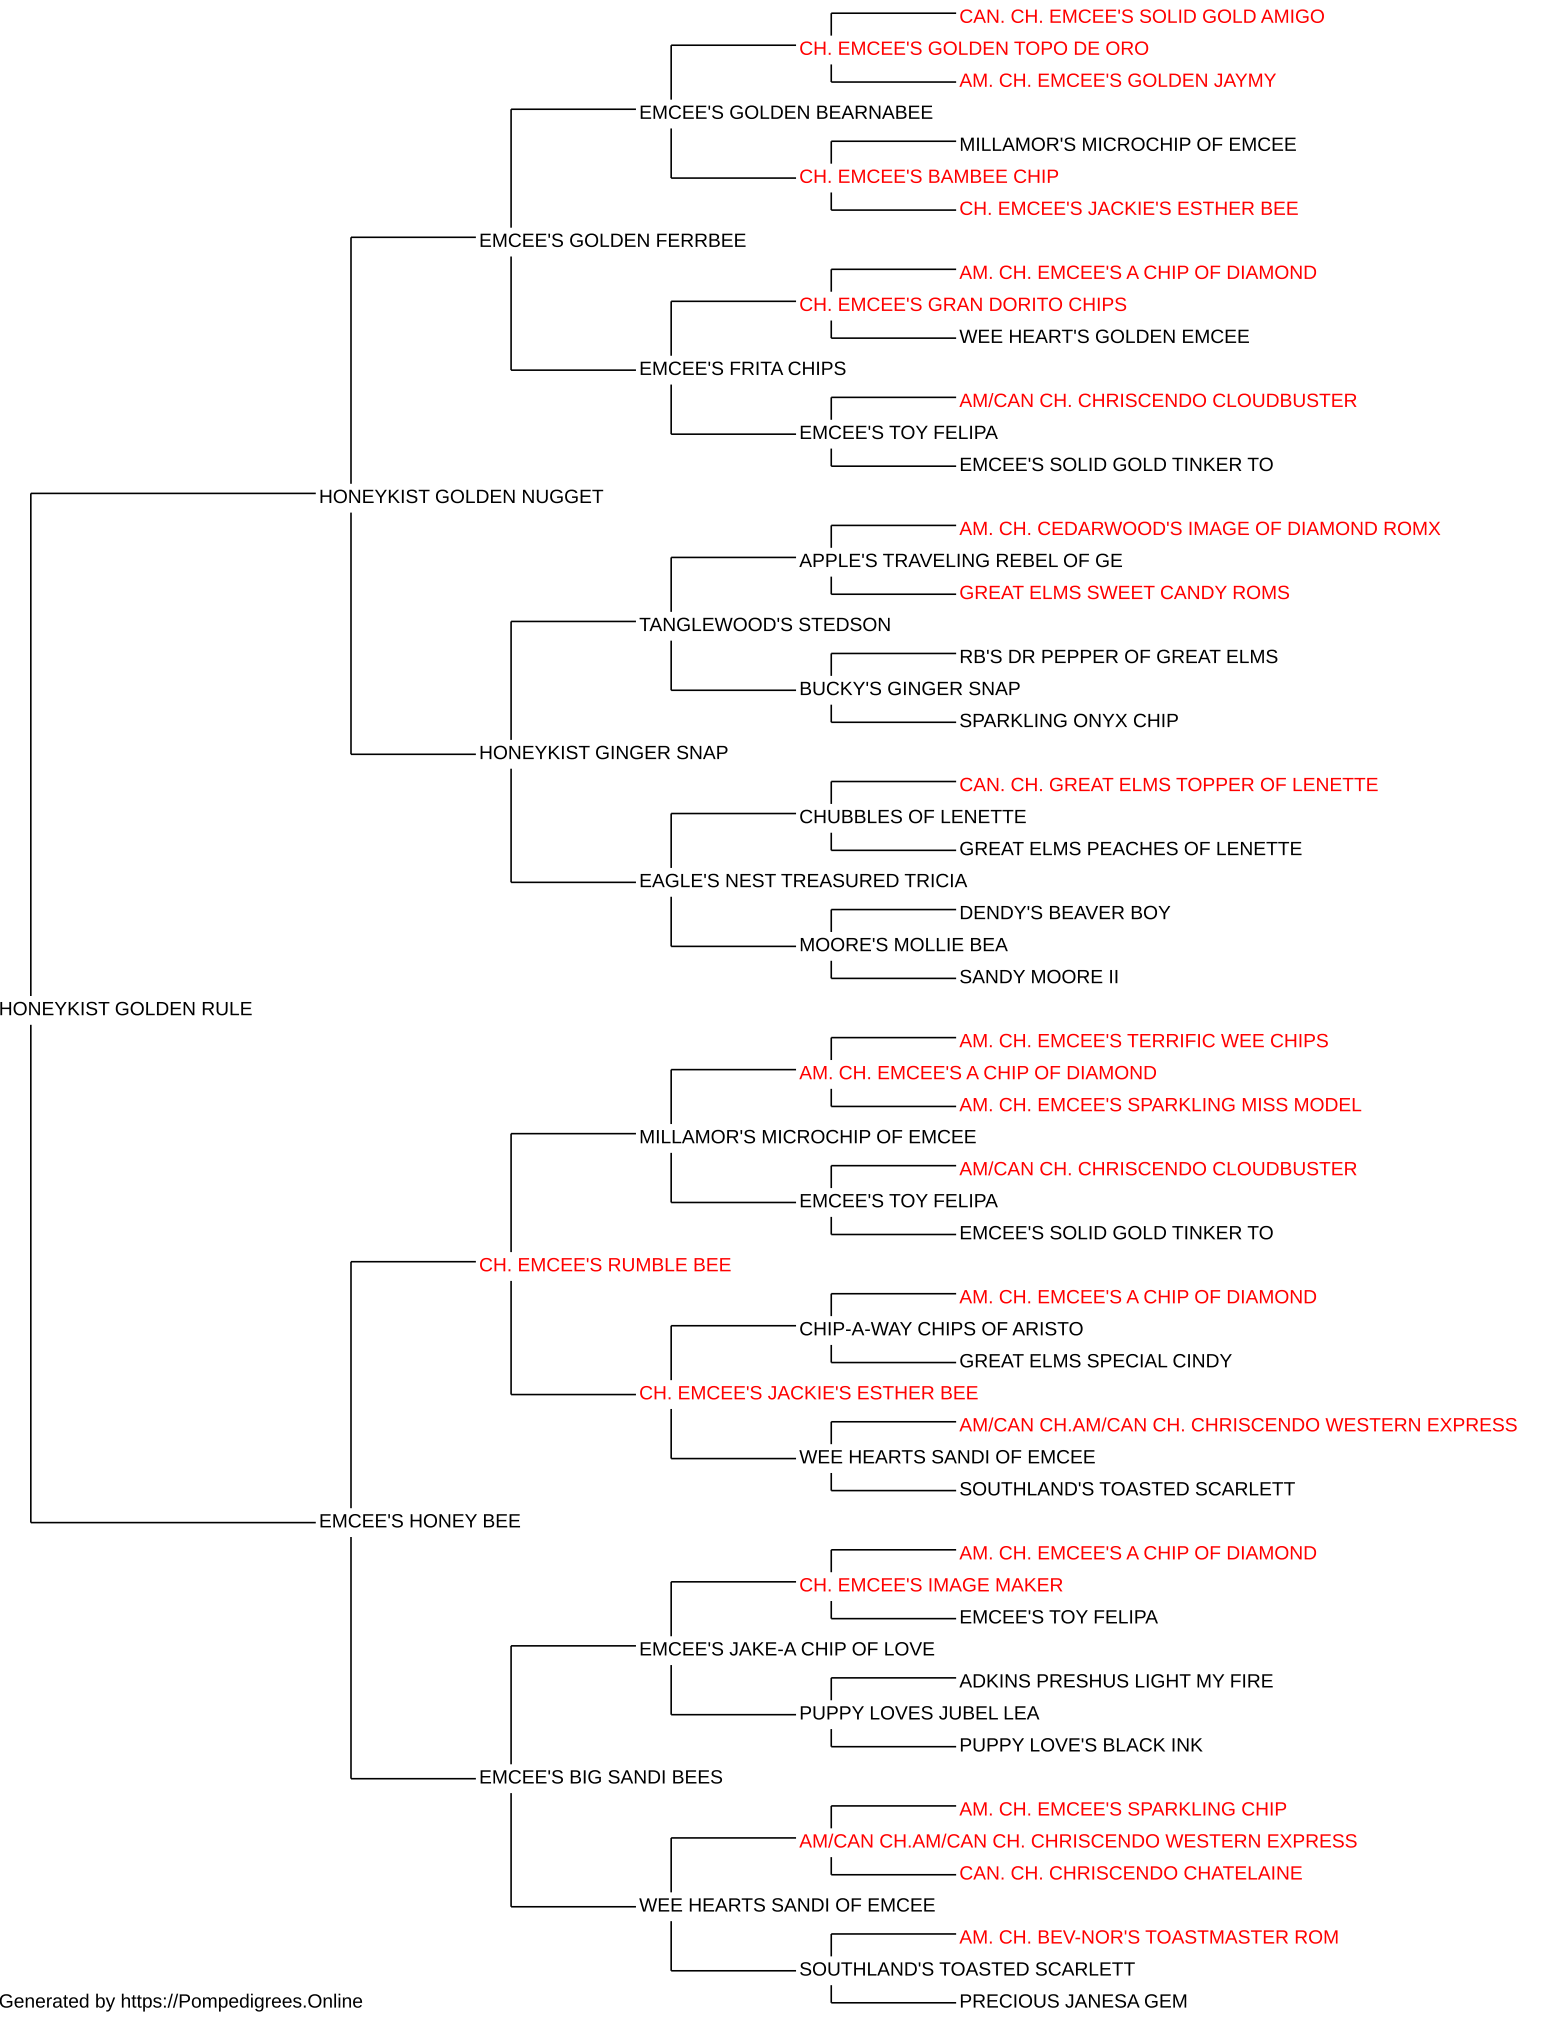 CAN. CH. EMCEE'S SOLID GOLD AMIGO
CH. EMCEE'S GOLDEN TOPO DE ORO
AM. CH. EMCEE'S GOLDEN JAYMY
EMCEE'S GOLDEN BEARNABEE
MILLAMOR'S MICROCHIP OF EMCEE
CH. EMCEE'S BAMBEE CHIP
CH. EMCEE'S JACKIE'S ESTHER BEE
EMCEE'S GOLDEN FERRBEE
AM. CH. EMCEE'S A CHIP OF DIAMOND
CH. EMCEE'S GRAN DORITO CHIPS
WEE HEART'S GOLDEN EMCEE
EMCEE'S FRITA CHIPS
AM/CAN CH. CHRISCENDO CLOUDBUSTER
EMCEE'S TOY FELIPA
EMCEE'S SOLID GOLD TINKER TO
HONEYKIST GOLDEN NUGGET
AM. CH. CEDARWOOD'S IMAGE OF DIAMOND ROMX
APPLE'S TRAVELING REBEL OF GE
GREAT ELMS SWEET CANDY ROMS
TANGLEWOOD'S STEDSON
RB'S DR PEPPER OF GREAT ELMS
BUCKY'S GINGER SNAP
SPARKLING ONYX CHIP
HONEYKIST GINGER SNAP
CAN. CH. GREAT ELMS TOPPER OF LENETTE
CHUBBLES OF LENETTE
GREAT ELMS PEACHES OF LENETTE
EAGLE'S NEST TREASURED TRICIA
DENDY'S BEAVER BOY
MOORE'S MOLLIE BEA
SANDY MOORE II
HONEYKIST GOLDEN RULE
AM. CH. EMCEE'S TERRIFIC WEE CHIPS
AM. CH. EMCEE'S A CHIP OF DIAMOND
AM. CH. EMCEE'S SPARKLING MISS MODEL
MILLAMOR'S MICROCHIP OF EMCEE
AM/CAN CH. CHRISCENDO CLOUDBUSTER
EMCEE'S TOY FELIPA
EMCEE'S SOLID GOLD TINKER TO
CH. EMCEE'S RUMBLE BEE
AM. CH. EMCEE'S A CHIP OF DIAMOND
CHIP-A-WAY CHIPS OF ARISTO
GREAT ELMS SPECIAL CINDY
CH. EMCEE'S JACKIE'S ESTHER BEE
AM/CAN CH.AM/CAN CH. CHRISCENDO WESTERN EXPRESS
WEE HEARTS SANDI OF EMCEE
SOUTHLAND'S TOASTED SCARLETT
EMCEE'S HONEY BEE
AM. CH. EMCEE'S A CHIP OF DIAMOND
CH. EMCEE'S IMAGE MAKER
EMCEE'S TOY FELIPA
EMCEE'S JAKE-A CHIP OF LOVE
ADKINS PRESHUS LIGHT MY FIRE
PUPPY LOVES JUBEL LEA
PUPPY LOVE'S BLACK INK
EMCEE'S BIG SANDI BEES
AM. CH. EMCEE'S SPARKLING CHIP
AM/CAN CH.AM/CAN CH. CHRISCENDO WESTERN EXPRESS
CAN. CH. CHRISCENDO CHATELAINE
WEE HEARTS SANDI OF EMCEE
AM. CH. BEV-NOR'S TOASTMASTER ROM
SOUTHLAND'S TOASTED SCARLETT
PRECIOUS JANESA GEM
Generated by https://Pompedigrees.Online